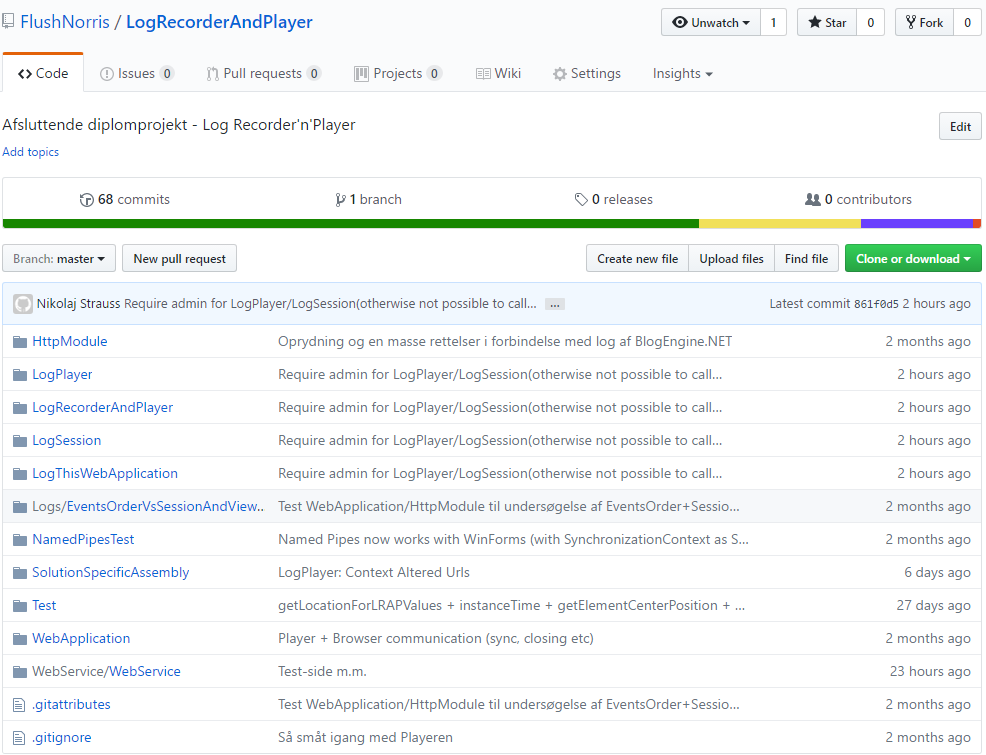 FlushNorris / LogRecorderAndPlayer
Unwatch 1 Star 0 Fork 0
Code Issues 0 Pull requests 0 Projects 0 Wiki Settings Insights
Afsluttende diplomprojekt - Log Recorder'n'Player
Edit
Add topics
68 commits 1 branch 0 releases 0 contributors
Branch: master New pull request Create new file Upload files Find file Clone or download
Nikolaj Strauss Require admin for LogPlayer/LogSession(otherwise not possible to call... ... Latest commit 861f0d5 2 hours ago
HttpModule Oprydning og en masse rettelser i forbindelse med log af BlogEngine.NET 2 months ago
LogPlayer Require admin for LogPlayer/LogSession(otherwise not possible to call... 2 hours ago
LogRecorderAndPlayer Require admin for LogPlayer/LogSession(otherwise not possible to call... 2 hours ago
LogSession Require admin for LogPlayer/LogSession(otherwise not possible to call... 2 hours ago
LogThisWebApplication Require admin for LogPlayer/LogSession(otherwise not possible to call... 2 hours ago
Logs/EventsOrderVsSessionAndView.. Test WebApplication/HttpModule til undersøgelse af EventsOrder+Sessio... 2 months ago
NamedPipesTest Named Pipes now works with WinForms (with SynchronizationContext as S... 2 months ago
SolutionSpecificAssembly LogPlayer: Context Altered Urls 6 days ago
Test getLocationForLRAPValues + instanceTime + getElementCenterPosition + ... 27 days ago
WebApplication Player + Browser communication (sync, closing etc) 2 months ago
WebService/WebService Test-side m.m. 23 hours ago
.gitattributes Test WebApplication/HttpModule til undersøgelse af EventsOrder+Sessio... 2 months ago
.gitignore Så småt igang med Playeren 2 months ago